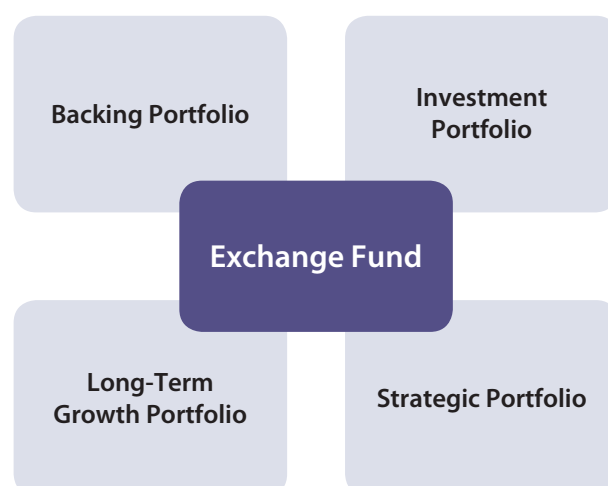 Backing Portfolio
Investment
Portfolio
Exchange Fund
Long-Term
Growth Portfolio
Strategic Portfolio